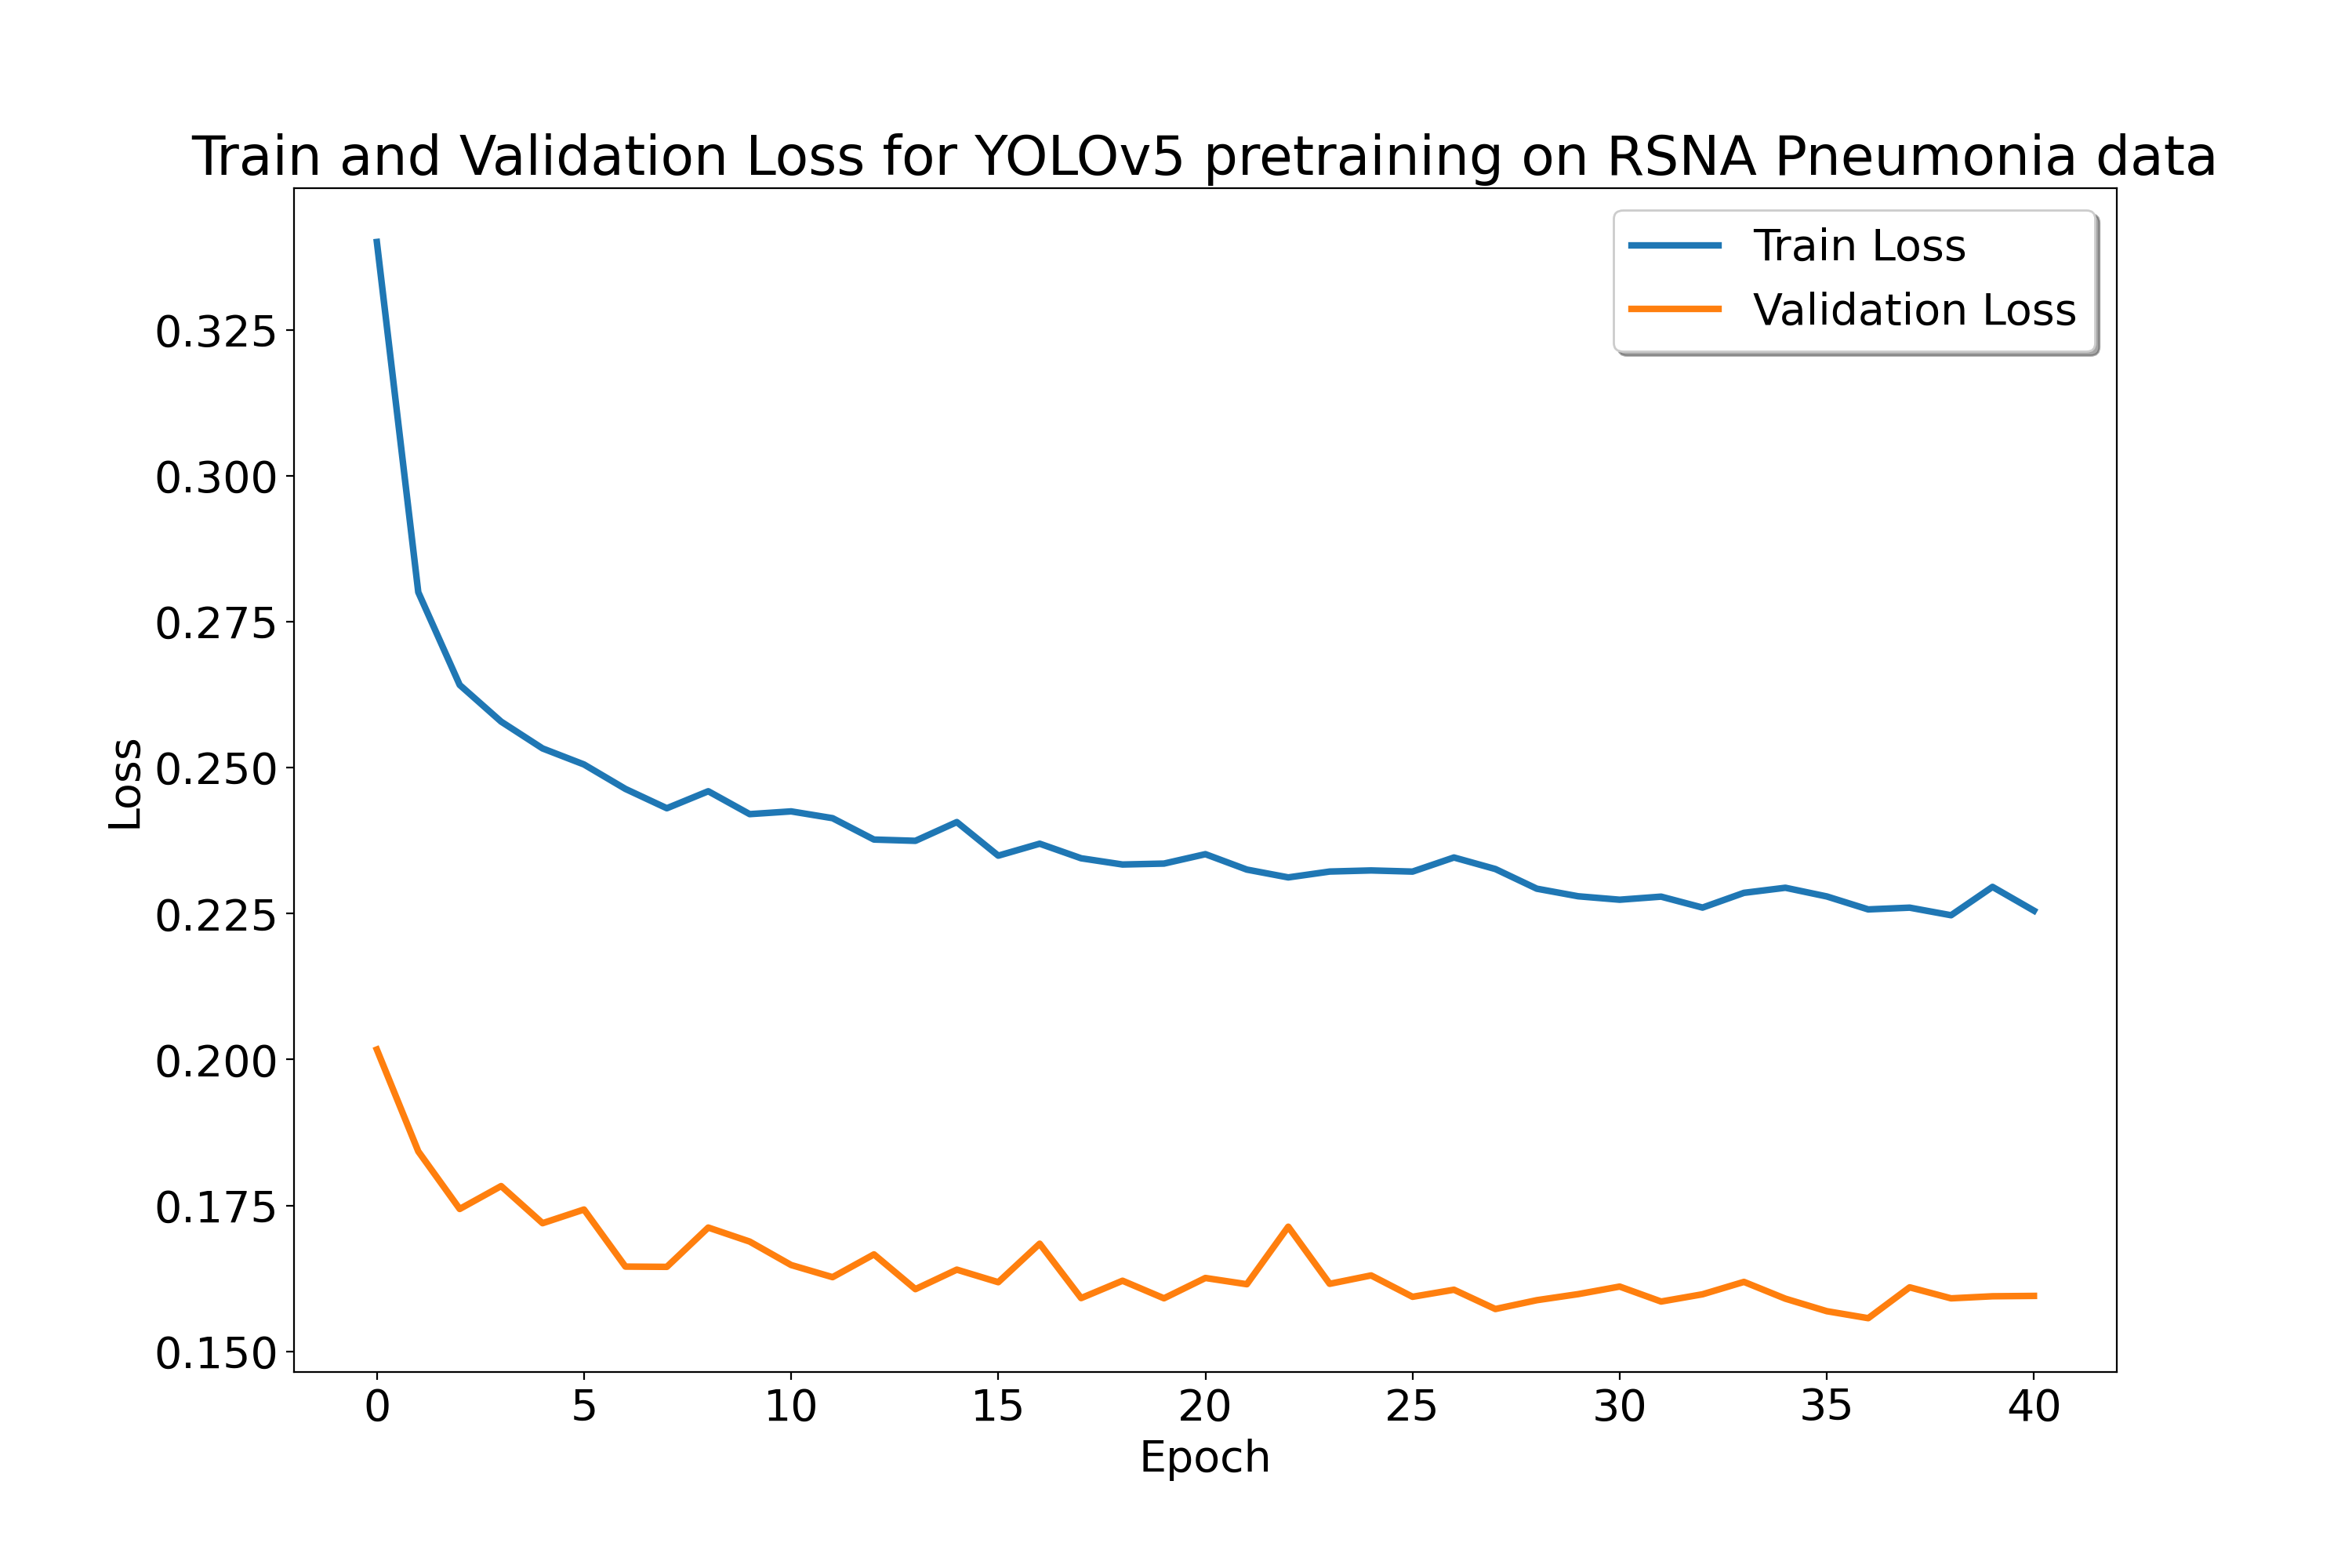 Train and Validation Loss for YOLOv5 pretraining on RSNA Pneumonia data
Train Loss
Validation Loss
Loss
0.325
0.300
0.275
0.250
0.225
0.200
0.175
0.150
0 5 10 15 20 25 30 35 40
Epoch